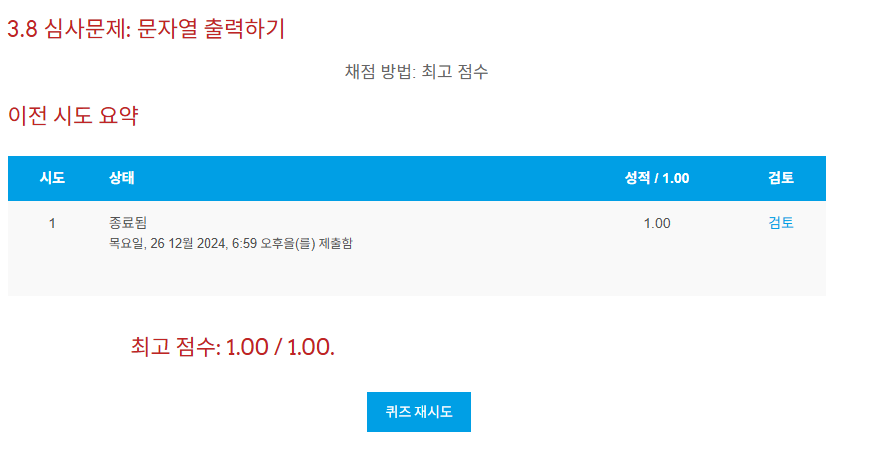 3.8 심사문제: 문자열 출력하기
채점 방법: 최고 점수
이전 시도 요약
시도 상태 성적 / 1.00 검토
1 종료됨 1.00 검토
목요일, 26 12월 2024, 6:59 오후을(를) 제출함
최고 점수: 1.00 / 1.00.
퀴즈 재시도